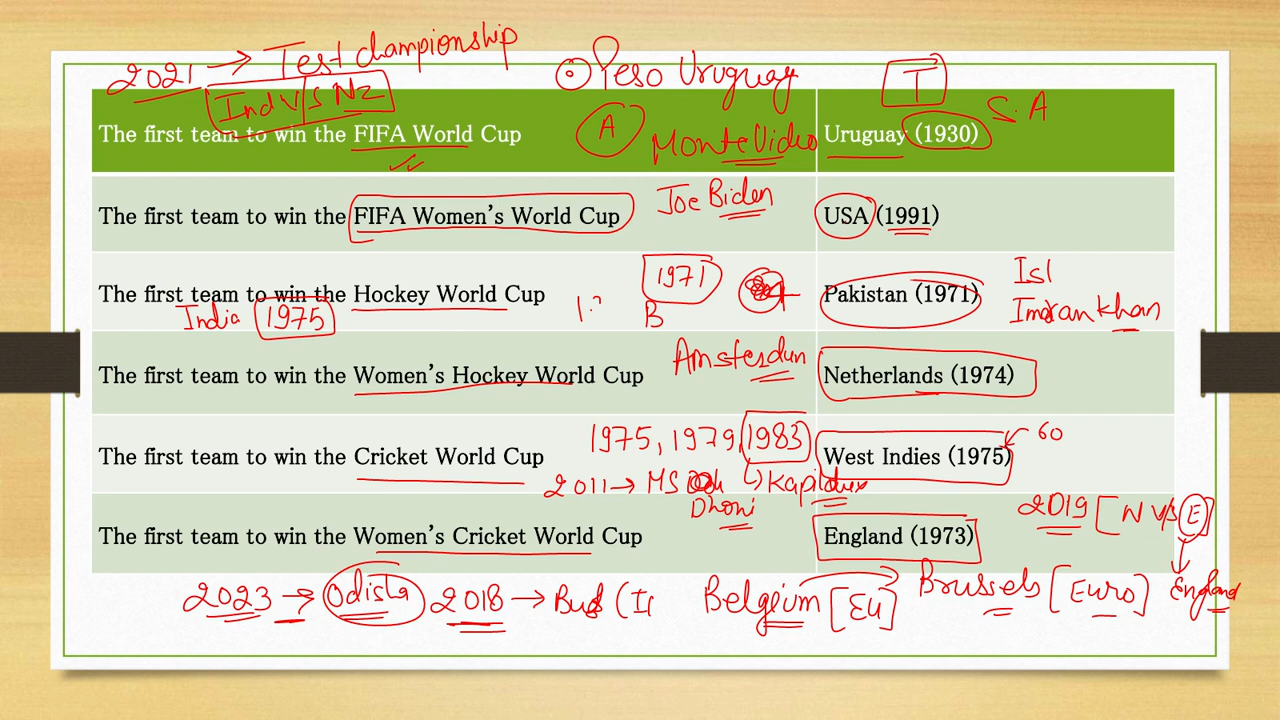 2021 → Test championship
Ind V/S NZ
Peso Uruguay
T
S.A
The first team to win the FIFA World Cup
A
Montevideo
Uruguay (1930)
The first team to win the FIFA Women's World Cup
Joe Biden
USA (1991)
The first team to win the Hockey World Cup
1971
B
Pakistan (1971)
Isl
Imran khan
India 1975
The first team to win the Women's Hockey World Cup
Netherlands (1974)
The first team to win the Cricket World Cup
1975, 1979, 1983
West Indies (1975)
60
2011 → MS
Dhoni
Kapildev
The first team to win the Women's Cricket World Cup
England (1973)
2019 [N v/s E]
England
2023 → Odista
2018 →
Belgium [EU]
Brussels [Euro]